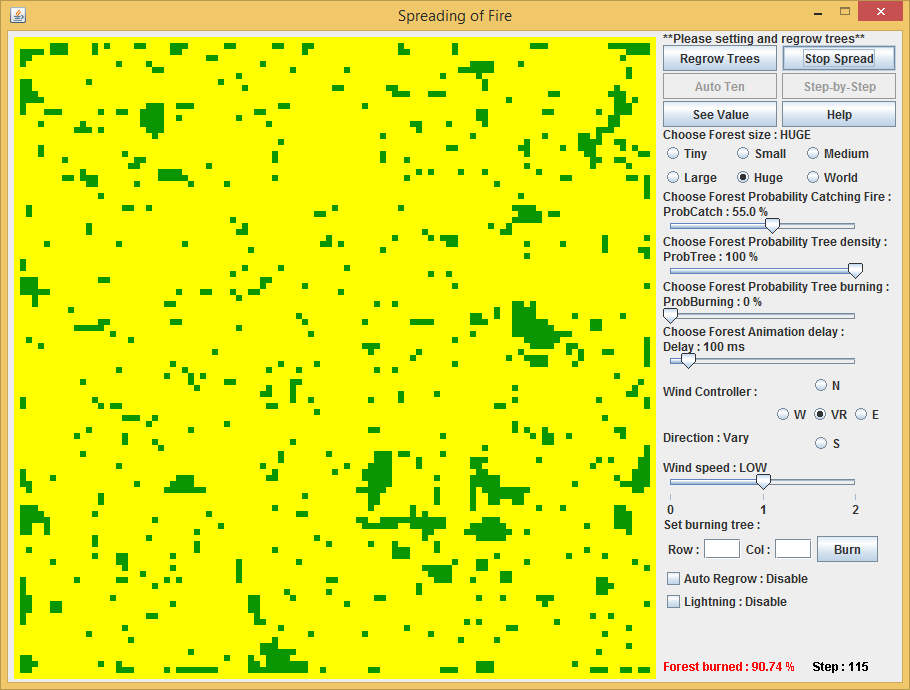 Spreading of Fire
**Please setting and regrow trees**
Regrow Trees Stop Spread
Auto Ten Step-by-Step
See Value Help
Choose Forest size : HUGE
Tiny Small Medium
Large Huge World
Choose Forest Probability Catching Fire :
ProbCatch : 55.0 %
Choose Forest Probability Tree density :
ProbTree : 100 %
Choose Forest Probability Tree burning :
ProbBurning : 0 %
Choose Forest Animation delay :
Delay : 100 ms
N
Wind Controller :
W VR E
Direction : Vary
S
Wind speed : LOW
0 1 2
Set burning tree :
Row : Col : Burn
Auto Regrow : Disable
Lightning : Disable
Forest burned : 90.74 % Step : 115